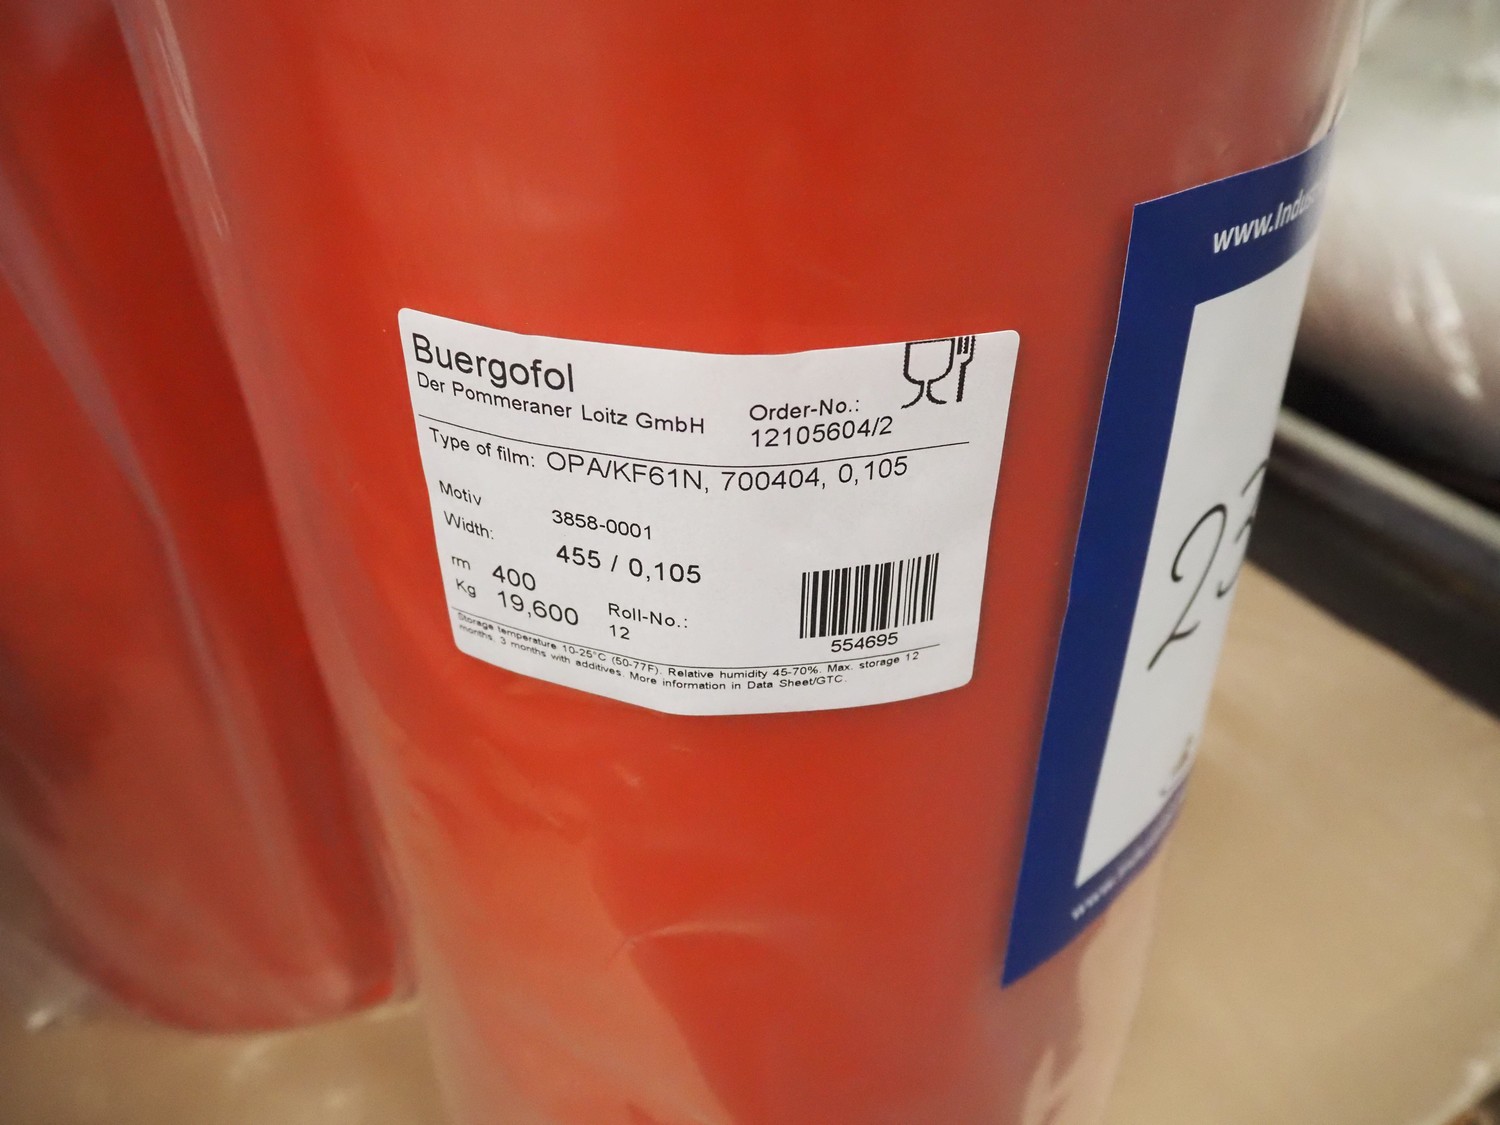 Buergofol
Der Pommeraner Loitz GmbH
Order-No.:
12105604/2
Type of film: OPA/KF61N, 700404, 0,105
Motiv 3858-0001
Width: 455 / 0,105
rm 400
Kg 19,600
Roll-No.:
12
554695
Storage temperature 10-25°C (50-77F). Relative humidity 45-70%. Max. storage 12
months. 3 months with additives. More information in Data Sheet/GTC.
www.Indus
23